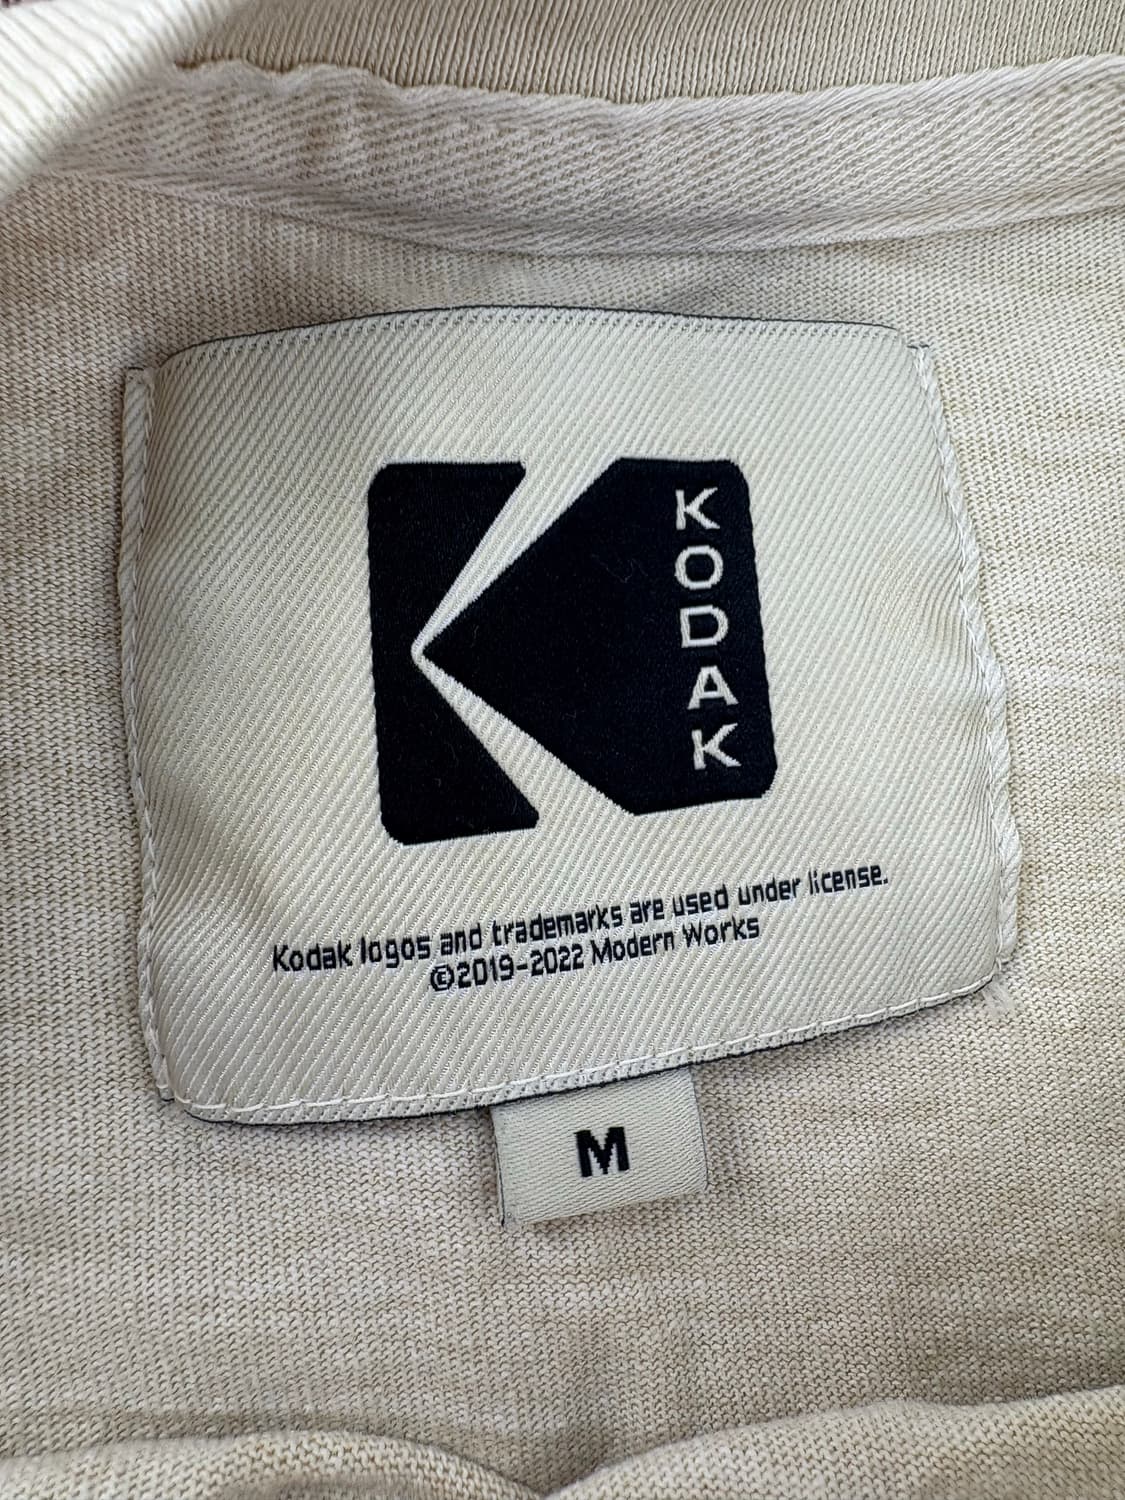 KODAK
Kodak logos and trademarks are used under license.
©2019-2022 Modern Works
M